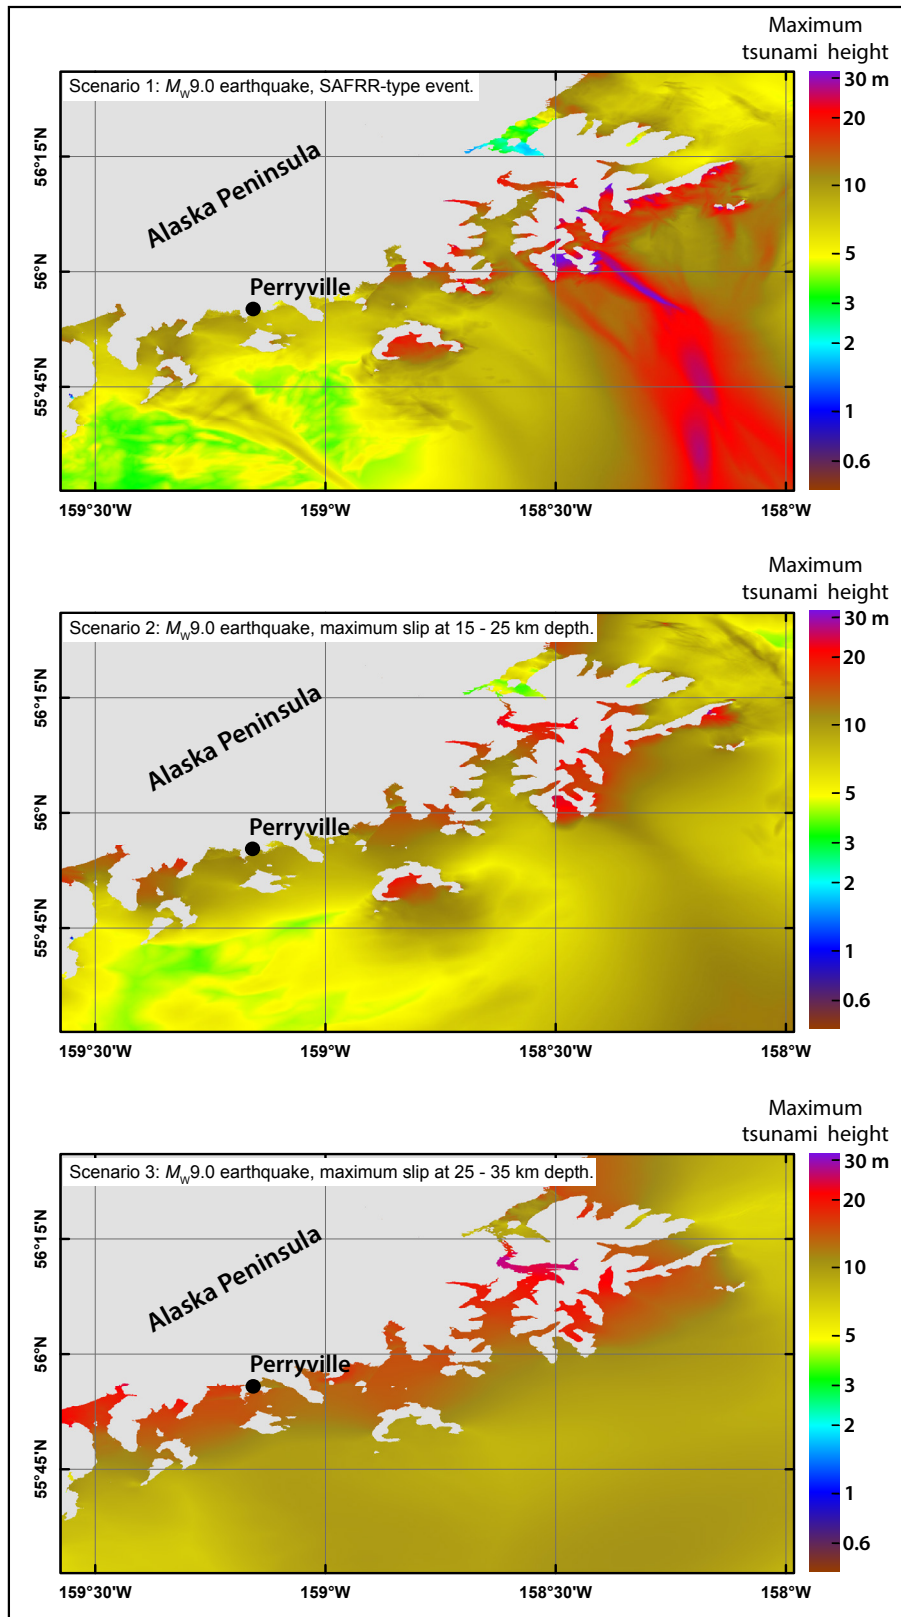 Maximum
tsunami height
Scenario 1: Mw9.0 earthquake, SAFRR-type event.
30 m
20
10
5
3
2
1
0.6
56°15'N
56°N
55°45'N
Alaska Peninsula
Perryville
159°30'W
159°W
158°30'W
158°W
Maximum
tsunami height
Scenario 2: Mw9.0 earthquake, maximum slip at 15 - 25 km depth.
30 m
20
10
5
3
2
1
0.6
56°15'N
56°N
55°45'N
Alaska Peninsula
Perryville
159°30'W
159°W
158°30'W
158°W
Maximum
tsunami height
Scenario 3: Mw9.0 earthquake, maximum slip at 25 - 35 km depth.
30 m
20
10
5
3
2
1
0.6
56°15'N
56°N
55°45'N
Alaska Peninsula
Perryville
159°30'W
159°W
158°30'W
158°W